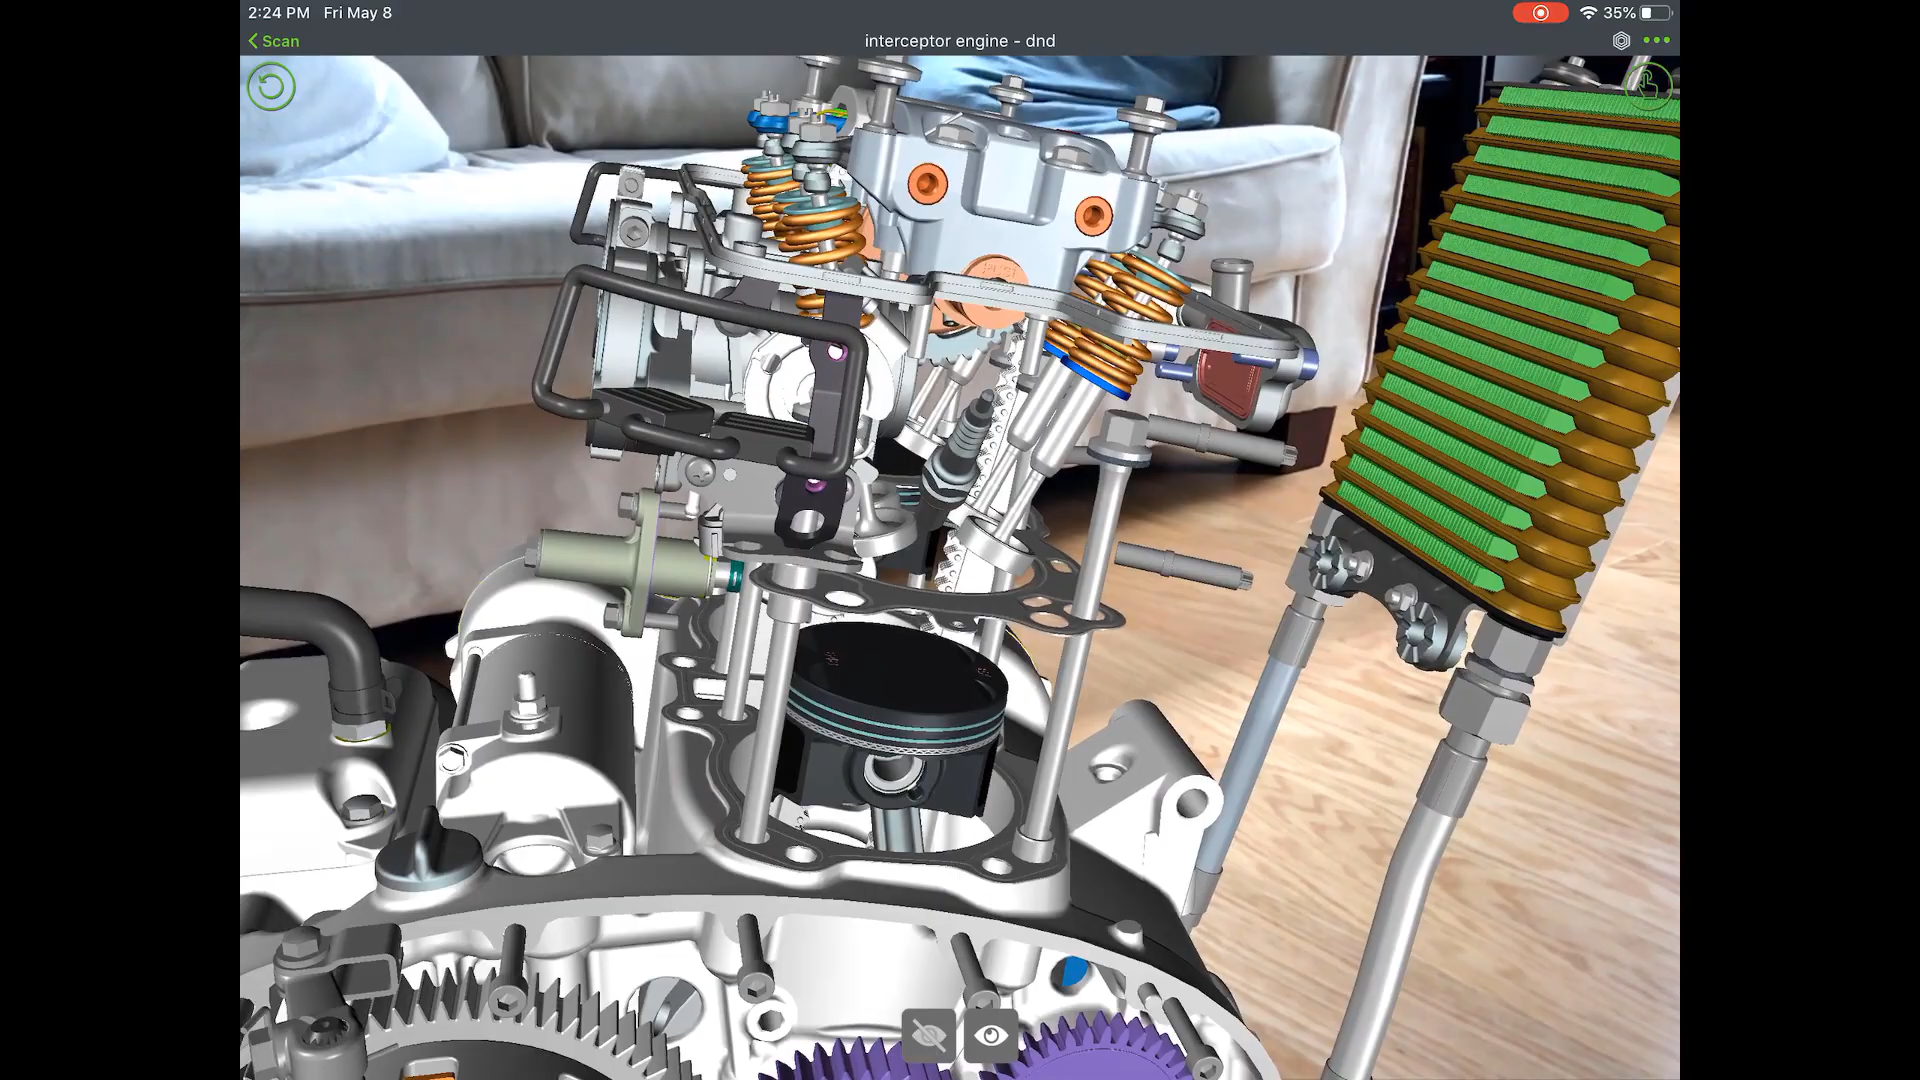 2:24 PM Fri May 8
35%
Scan
interceptor engine - dnd